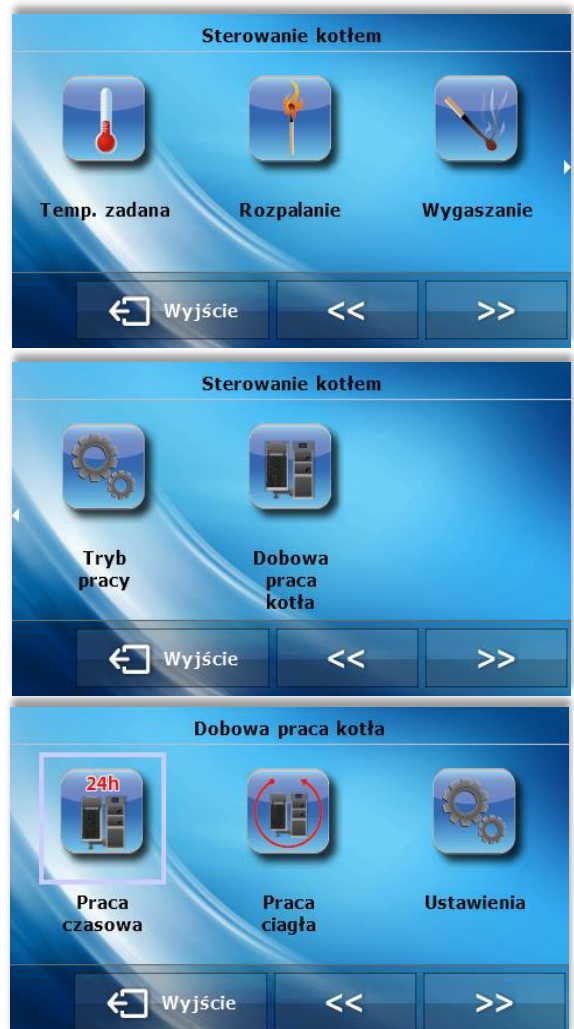 Sterowanie kotłem
Temp. zadana
Rozpalanie
Wygaszanie
Wyjście
<<
>>
Sterowanie kotłem
Tryb
pracy
Dobowa
praca
kotła
Wyjście
<<
>>
Dobowa praca kotła
24h
Praca
czasowa
Praca
ciagła
Ustawienia
Wyjście
<<
>>